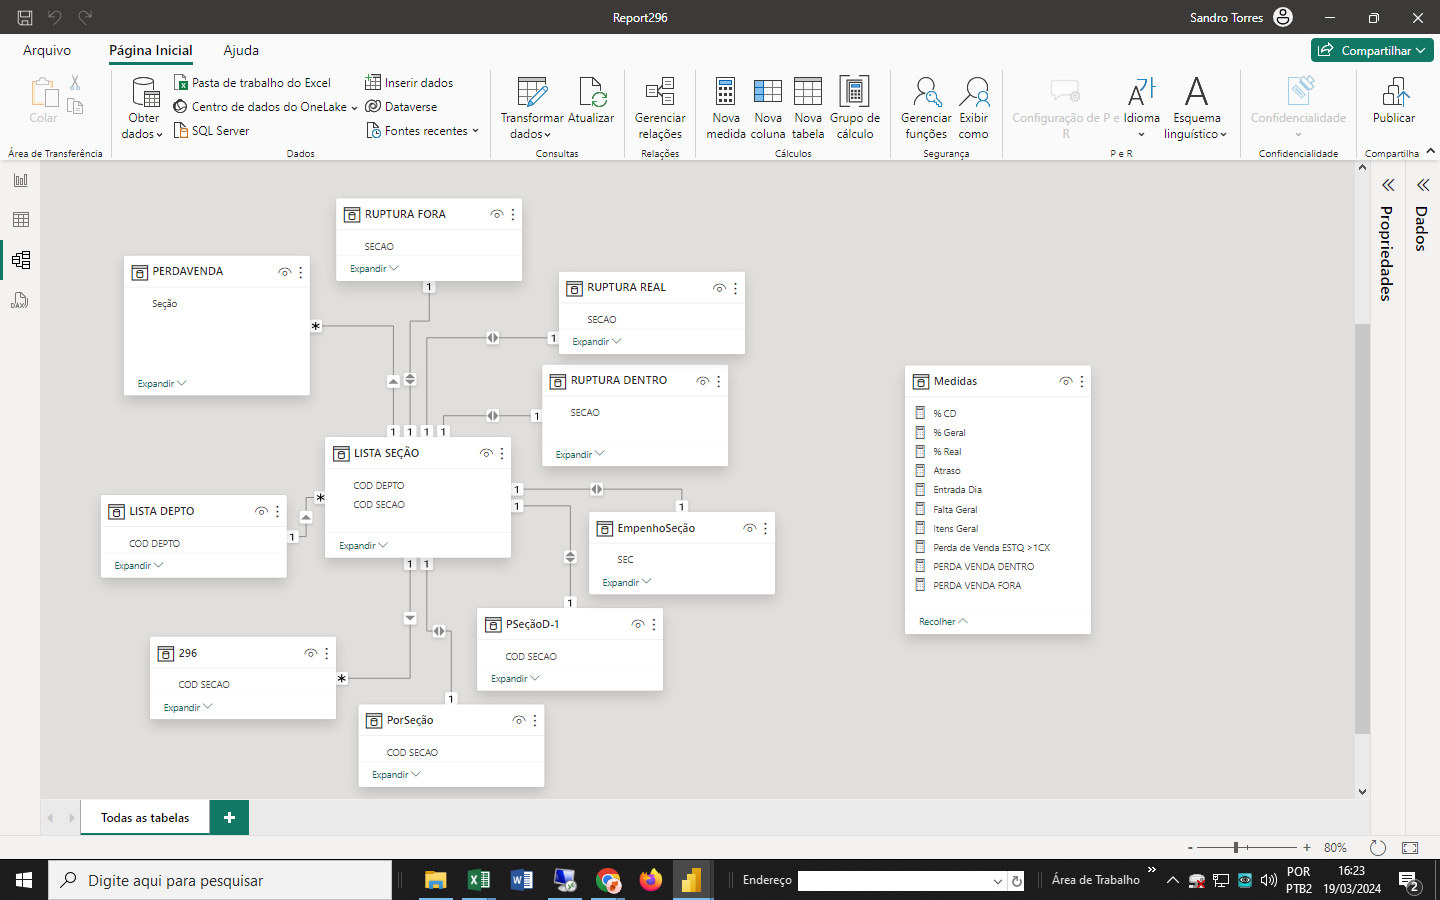 Report296
Sandro Torres
Arquivo
Página Inicial
Ajuda
Compartilhar
Colar
Área de Transferência
Obter dados
Pasta de trabalho do Excel
Centro de dados do OneLake
SQL Server
Inserir dados
Dataverse
Fontes recentes
Dados
Transformar dados
Atualizar
Consultas
Gerenciar relações
Relações
Nova medida
Nova coluna
Nova tabela
Grupo de cálculo
Cálculos
Gerenciar funções
Exibir como
Segurança
Configuração de P e R
Idioma
Esquema linguístico
P e R
Confidencialidade
Confidencialidade
Publicar
Compartilha
DAX
RUPTURA FORA
SECAO
Expandir
1
PERDAVENDA
Seção
Expandir
*
RUPTURA REAL
SECAO
Expandir
1
RUPTURA DENTRO
SECAO
Expandir
1
1
1
1
1
LISTA SEÇÃO
COD DEPTO
COD SECAO
Expandir
*
1
1
1
1
LISTA DEPTO
COD DEPTO
Expandir
1
EmpenhoSeção
SEC
Expandir
1
PSeçãoD-1
COD SECAO
Expandir
1
296
COD SECAO
Expandir
*
PorSeção
COD SECAO
Expandir
1
Medidas
% CD
% Geral
% Real
Atraso
Entrada Dia
Falta Geral
Itens Geral
Perda de Venda ESTQ >1CX
PERDA VENDA DENTRO
PERDA VENDA FORA
Recolher
Propriedades
Dados
Todas as tabelas
+
-
+
80%
Digite aqui para pesquisar
Endereço
Área de Trabalho
POR
PTB2
16:23
19/03/2024
2